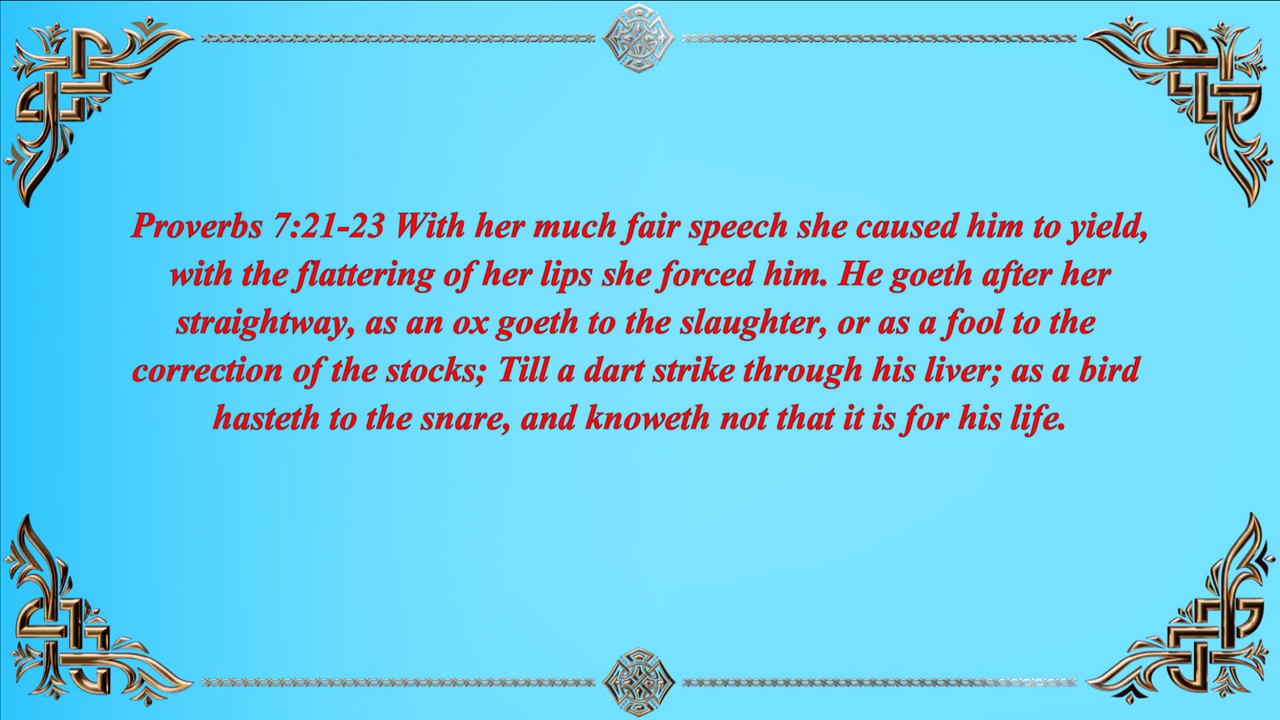 Proverbs 7:21-23 With her much fair speech she caused him to yield,
with the flattering of her lips she forced him. He goeth after her
straightway, as an ox goeth to the slaughter, or as a fool to the
correction of the stocks; Till a dart strike through his liver; as a bird
hasteth to the snare, and knoweth not that it is for his life.